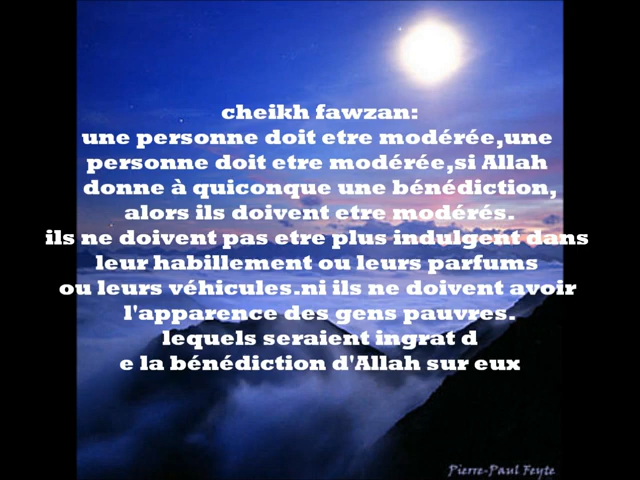 cheikh fawzan:
une personne doit etre modérée,une
personne doit etre modérée,si Allah
donne à quiconque une bénédiction,
alors ils doivent etre modérés.
ils ne doivent pas etre plus indulgent dans
leur habillement ou leurs parfums
ou leurs véhicules.ni ils ne doivent avoir
l'apparence des gens pauvres.
lequels seraient ingrat d
e la bénédiction d'Allah sur eux
Pierre-Paul Feyte